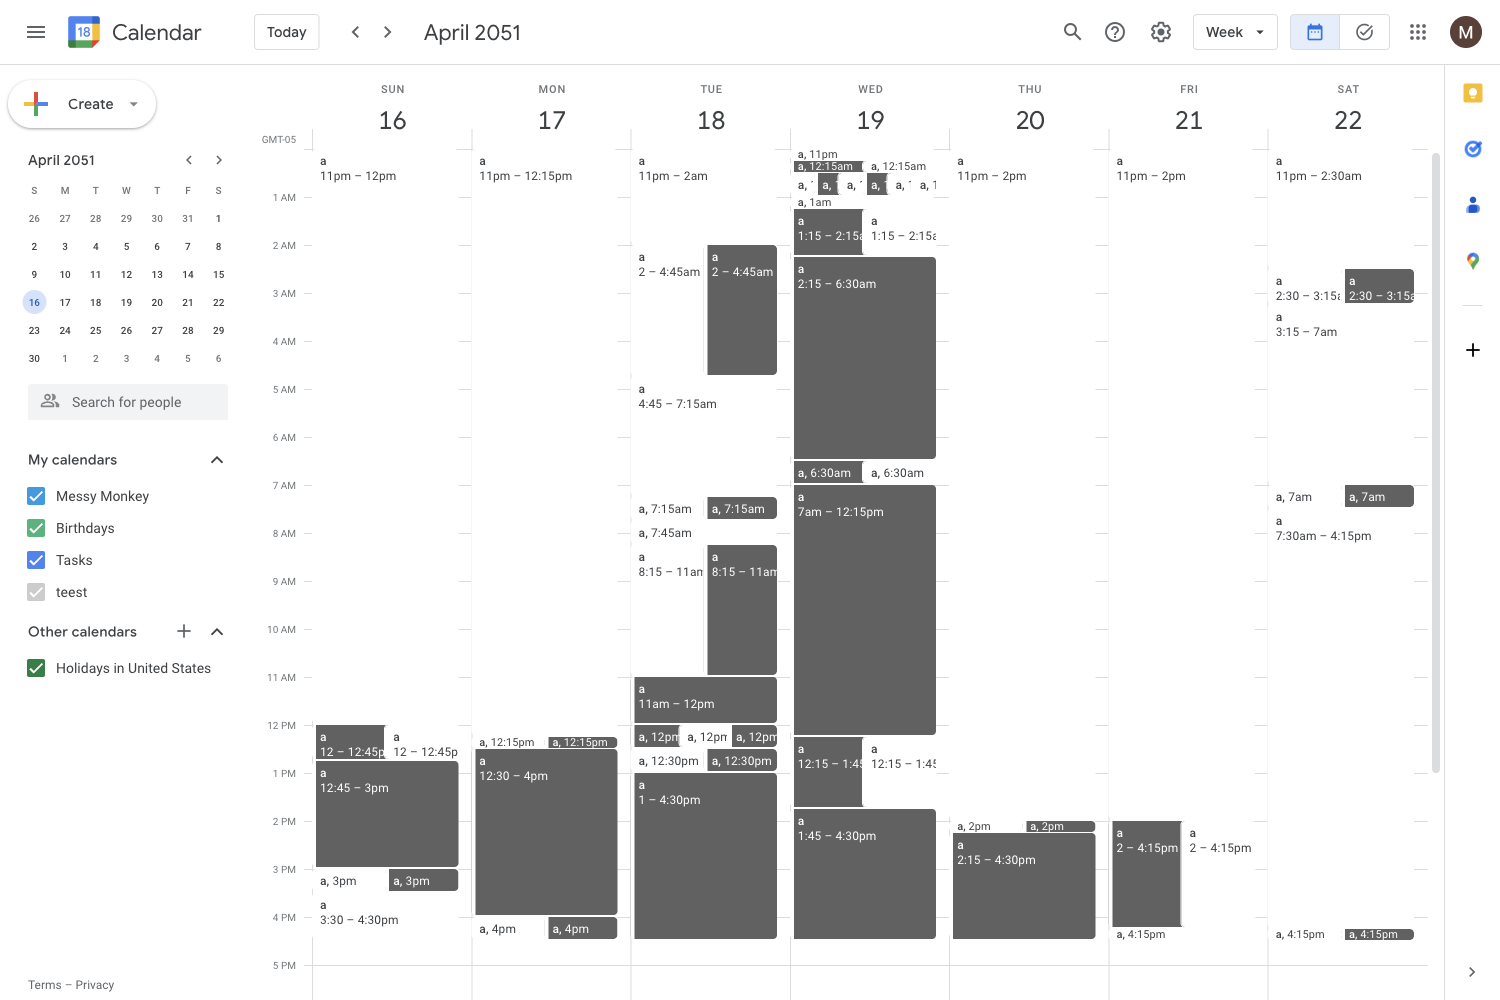 18 Calendar
Today
April 2051
Week
M
Create
April 2051
S M T W T F S
26 27 28 29 30 31 1
2 3 4 5 6 7 8
9 10 11 12 13 14 15
16 17 18 19 20 21 22
23 24 25 26 27 28 29
30 1 2 3 4 5 6
Search for people
My calendars
Messy Monkey
Birthdays
Tasks
teest
Other calendars
Holidays in United States
Terms – Privacy
GMT-05
1 AM
2 AM
3 AM
4 AM
5 AM
6 AM
7 AM
8 AM
9 AM
10 AM
11 AM
12 PM
1 PM
2 PM
3 PM
4 PM
5 PM
SUN
16
a
11pm – 12pm
a
12 – 12:45p
a
12 – 12:45p
a
12:45 – 3pm
a, 3pm
a, 3pm
a
3:30 – 4:30pm
MON
17
a
11pm – 12:15pm
a, 12:15pm
a, 12:15pm
a
12:30 – 4pm
a, 4pm
a, 4pm
TUE
18
a
11pm – 2am
a
2 – 4:45am
a
2 – 4:45am
a
4:45 – 7:15am
a, 7:15am
a, 7:15am
a, 7:45am
a
8:15 – 11am
a
8:15 – 11am
a
11am – 12pm
a, 12pm
a, 12pm
a, 12pm
a, 12:30pm
a, 12:30pm
a
1 – 4:30pm
WED
19
a, 11pm
a, 12:15am
a, 12:15am
a,
a,
a,
a,
a,
a, 1
a, 1am
a
1:15 – 2:15a
a
1:15 – 2:15a
a
2:15 – 6:30am
a, 6:30am
a, 6:30am
a
7am – 12:15pm
a
12:15 – 1:45
a
12:15 – 1:45
a
1:45 – 4:30pm
THU
20
a
11pm – 2pm
a, 2pm
a, 2pm
a
2:15 – 4:30pm
FRI
21
a
11pm – 2pm
a
2 – 4:15pm
a
2 – 4:15pm
a, 4:15pm
SAT
22
a
11pm – 2:30am
a
2:30 – 3:15a
a
2:30 – 3:15a
a
3:15 – 7am
a, 7am
a, 7am
a
7:30am – 4:15pm
a, 4:15pm
a, 4:15pm